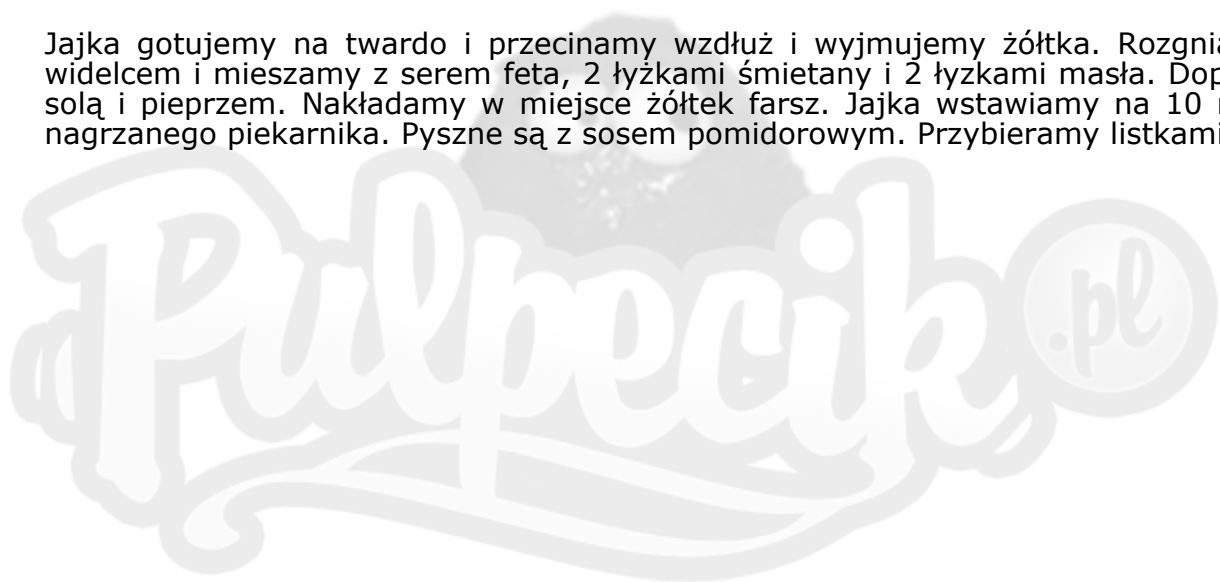 Jajka gotujemy na twardo i przecinamy wzdłuż i wyjmujemy żółtka.
widelcem i mieszamy z serem feta, 2 łyżkami śmietany i 2 łyzkami masła.
solą i pieprzem. Nakładamy w miejsce żółtek farsz. Jajka wstawiamy na 10
nagrzanego piekarnika. Pyszne są z sosem pomidorowym. Przybieramy listkami
Pulpecik.pl